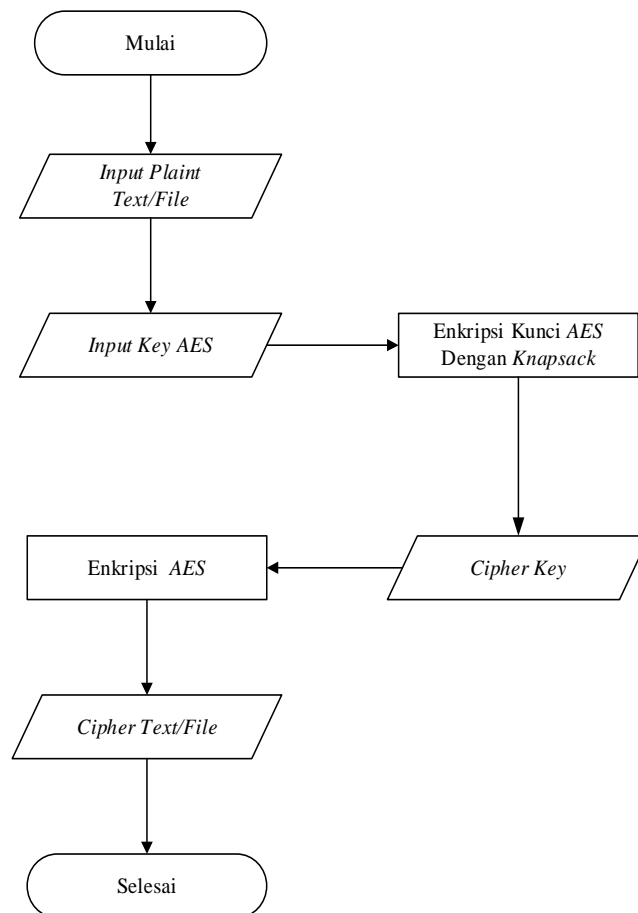 Mulai
Input Plaint
Text/File
Input Key AES
Enkripsi Kunci AES
Dengan Knapsack
Cipher Key
Enkripsi AES
Cipher Text/File
Selesai